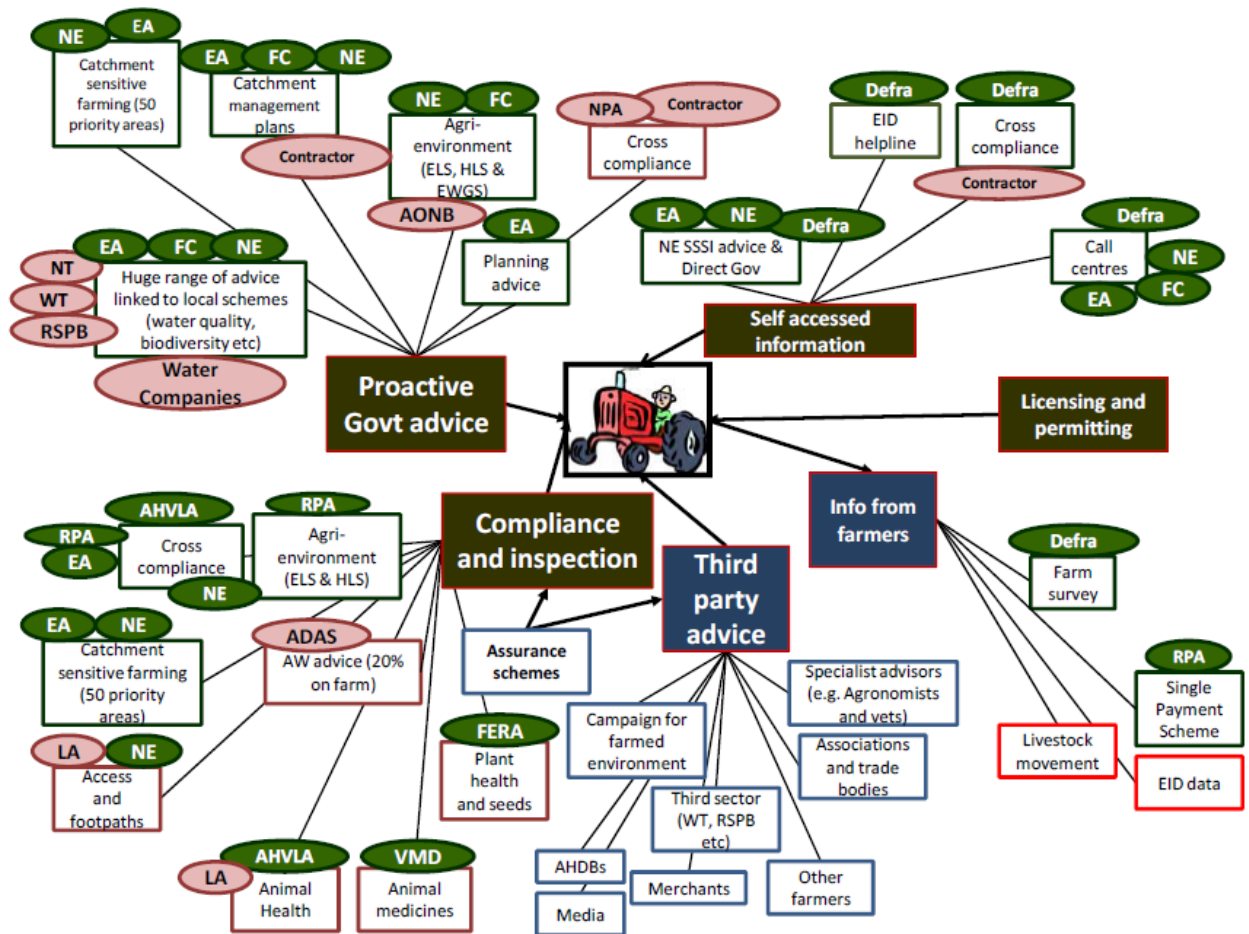 NE
EA
Catchment
sensitive
farming (50
priority areas)
EA
FC
NE
Catchment
management
plans
Contractor
NE
FC
Agri-
environment
(ELS, HLS &
EWGS)
AONB
NPA
Contractor
Cross
compliance
EA
Planning
advice
Defra
EID
helpline
Defra
Cross
compliance
Contractor
EA
NE
Defra
NE SSSI advice &
Direct Gov
Defra
Call
centres
NE
FC
EA
EA
FC
NE
NT
WT
RSPB
Huge range of advice
linked to local schemes
(water quality,
biodiversity etc)
Water
Companies
Proactive
Govt advice
Self accessed
information
Licensing and
permitting
Info from
farmers
Compliance
and inspection
Third
party
advice
Assurance
schemes
AHVLA
RPA
EA
Cross
compliance
NE
RPA
Agri-
environment
(ELS & HLS)
EA
NE
Catchment
sensitive farming
(50 priority
areas)
ADAS
AW advice (20%
on farm)
LA
NE
Access
and
footpaths
AHVLA
LA
Animal
Health
VMD
Animal
medicines
FERA
Plant
health
and seeds
Campaign for
farmed
environment
Specialist advisors
(e.g. Agronomists
and vets)
Associations
and trade
bodies
Third sector
(WT, RSPB
etc)
AHDBs
Media
Merchants
Other
farmers
Defra
Farm
survey
RPA
Single
Payment
Scheme
Livestock
movement
EID data